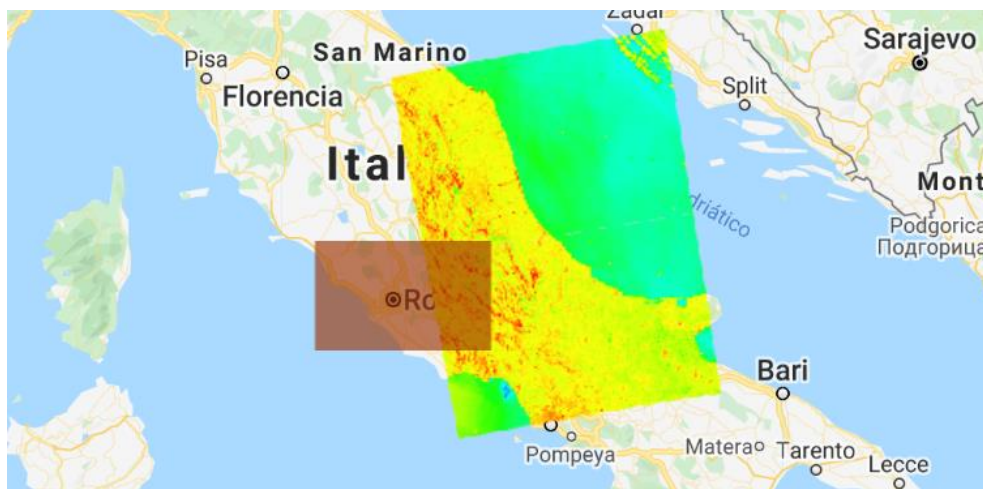 Zadar
Pisa
San Marino
Florencia
Sarajevo
Split
Ital
Mont
driático
Podgorica
Подгорица
Ro
Bari
Pompeya
Matera
Tarento
Lecce